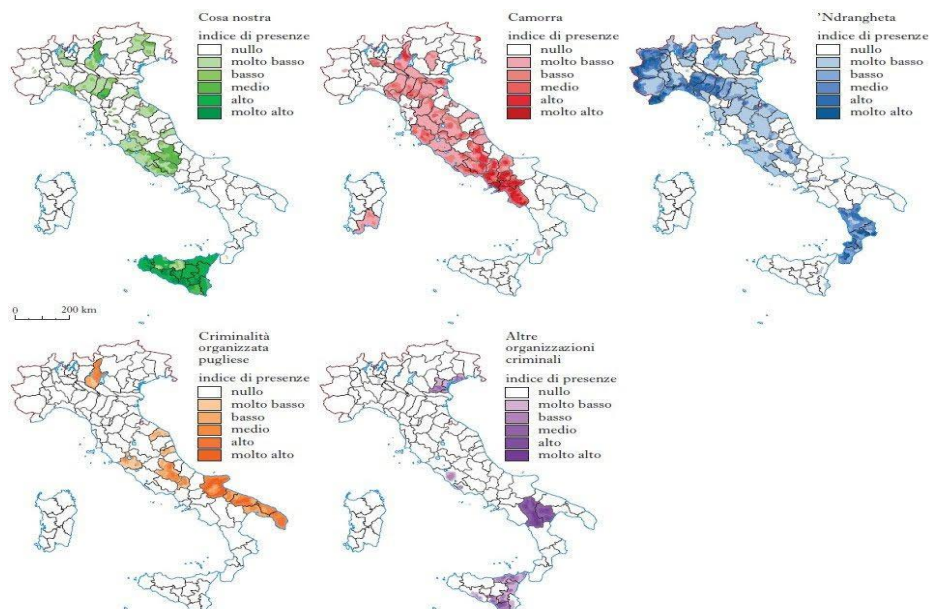 Cosa nostra
indice di presenze
nullo
molto basso
basso
medio
alto
molto alto
Camorra
indice di presenze
nullo
molto basso
basso
medio
alto
molto alto
'Ndrangheta
indice di presenze
nullo
molto basso
basso
medio
alto
molto alto
0 200 km
Criminalità
organizzata
pugliese
indice di presenze
nullo
molto basso
basso
medio
alto
molto alto
Altre
organizzazioni
criminali
indice di presenze
nullo
molto basso
basso
medio
alto
molto alto